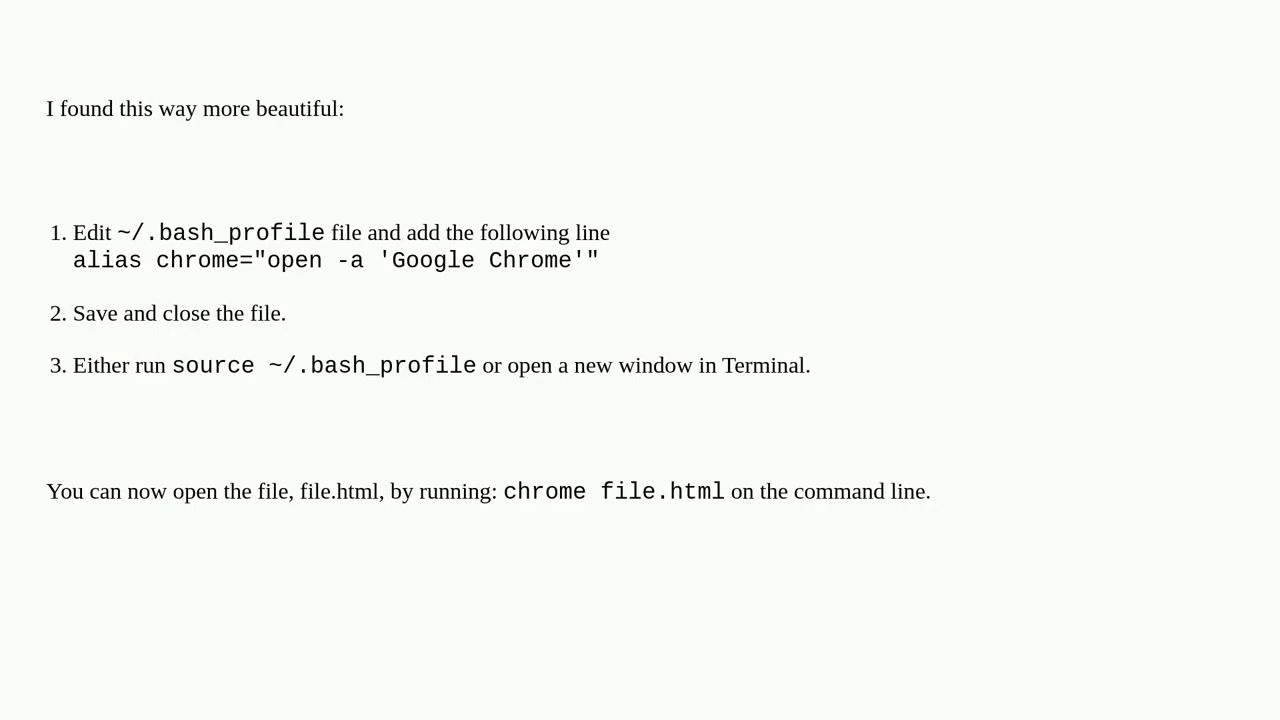 I found this way more beautiful:
1. Edit ~/.bash_profile file and add the following line
alias chrome="open -a 'Google Chrome'"
2. Save and close the file.
3. Either run source ~/.bash_profile or open a new window in Terminal.
You can now open the file, file.html, by running: chrome file.html on the command line.